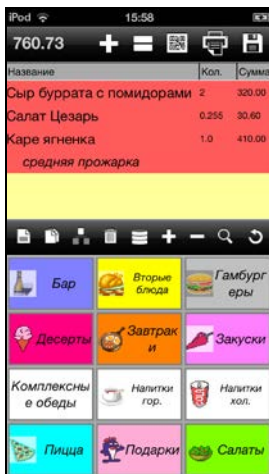 iPod 15:58
760.73
Название Кол. Сумма
Сыр буррата с помидорами 2 320.00
Салат Цезарь 0.255 30.60
Каре ягненка 1.0 410.00
средняя прожарка
Бар
Вторые
блюда
Гамбург
еры
Десерты
Завтрак
и
Закуски
Комплексны
е обеды
Напитки
гор.
Напитки
хол.
Пицца
Подарки
Салаты